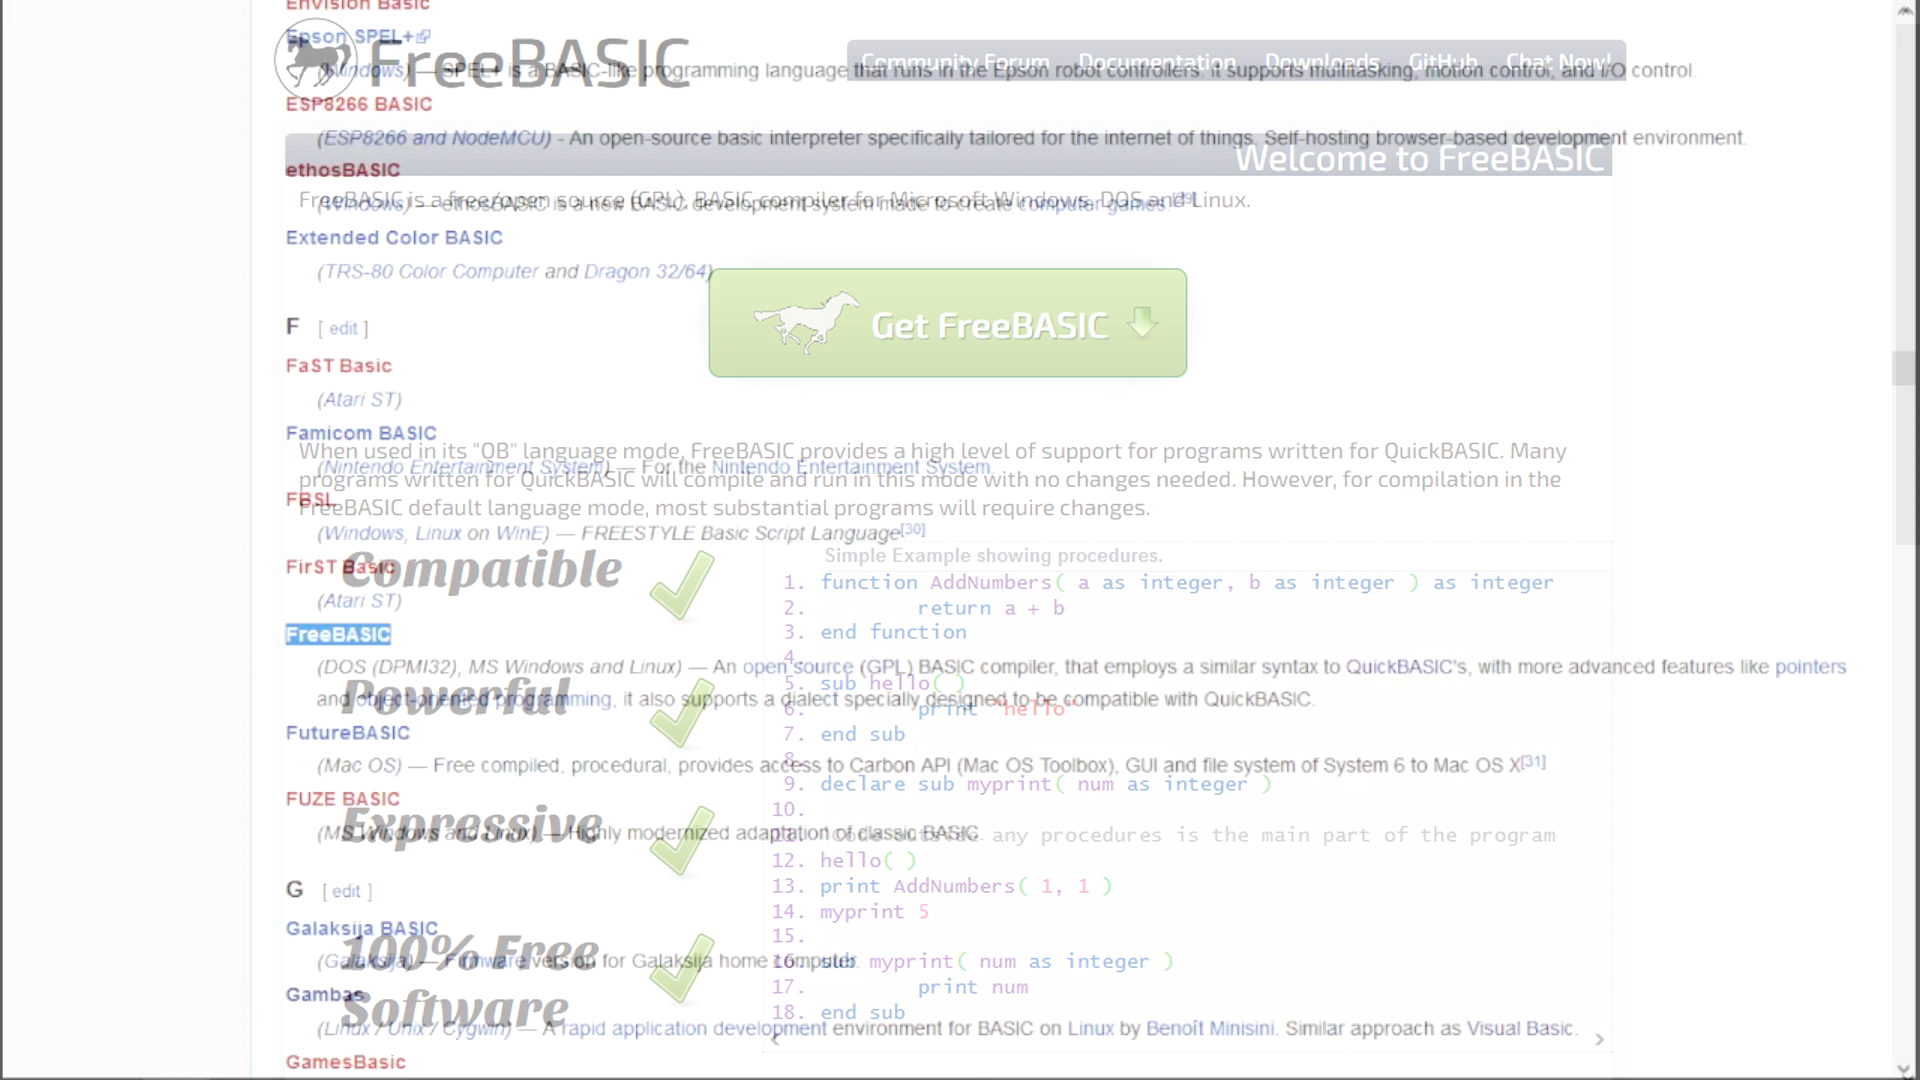 Envision Basic
Epson SPEL+
(Windows) — SPEL+ is a BASIC-like programming language that runs in the Epson robot controllers. It supports multitasking, motion control, and I/O control.
FreeBASIC
Community Forum Documentation Downloads GitHub Chat Now!
ESP8266 BASIC
(ESP8266 and NodeMCU) - An open-source basic interpreter specifically tailored for the internet of things. Self-hosting browser-based development environment.
Welcome to FreeBASIC
ethosBASIC
(Windows) — ethosBASIC is a new BASIC development system made to create computer games.[29]
FreeBASIC is a free/open source (GPL), BASIC compiler for Microsoft Windows, DOS and Linux.
Extended Color BASIC
(TRS-80 Color Computer and Dragon 32/64)
Get FreeBASIC
F [ edit ]
FaST Basic
(Atari ST)
Famicom BASIC
(Nintendo Entertainment System) — For the Nintendo Entertainment System.
When used in its "QB" language mode, FreeBASIC provides a high level of support for programs written for QuickBASIC. Many
programs written for QuickBASIC will compile and run in this mode with no changes needed. However, for compilation in the
FreeBASIC default language mode, most substantial programs will require changes.
FBSL
(Windows, Linux on WinE) — FREESTYLE Basic Script Language[30]
FirST Basic
(Atari ST)
FreeBASIC
(DOS (DPMI32), MS Windows and Linux) — An open source (GPL) BASIC compiler, that employs a similar syntax to QuickBASIC's, with more advanced features like pointers
and object-oriented programming, it also supports a dialect specially designed to be compatible with QuickBASIC.
FutureBASIC
(Mac OS) — Free compiled, procedural, provides access to Carbon API (Mac OS Toolbox), GUI and file system of System 6 to Mac OS X[31]
FUZE BASIC
(MS Windows and Linux) — Highly modernized adaptation of classic BASIC.
G [ edit ]
Galaksija BASIC
(Galaksija) — Firmware version for Galaksija home computer.
Gambas
(Linux / Unix / Cygwin) — A rapid application development environment for BASIC on Linux by Benoît Minisini. Similar approach as Visual Basic.
GamesBasic
Compatible
Powerful
Expressive
100% Free
Software
Simple Example showing procedures.
1. function AddNumbers( a as integer, b as integer ) as integer
2. return a + b
3. end function
4.
5. sub hello( )
6. print "hello"
7. end sub
8.
9. declare sub myprint( num as integer )
10.
11. any procedures is the main part of the program
12. hello( )
13. print AddNumbers( 1, 1 )
14. myprint 5
15.
16. sub myprint( num as integer )
17. print num
18. end sub